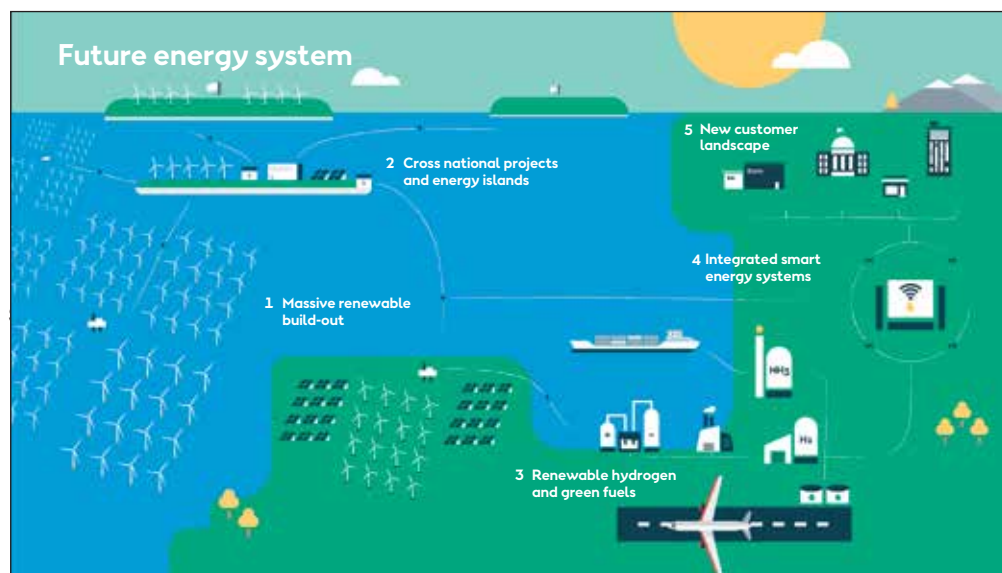 Future energy system
5 New customer
landscape
2 Cross national projects
and energy islands
4 Integrated smart
energy systems
1 Massive renewable
build-out
3 Renewable hydrogen
and green fuels